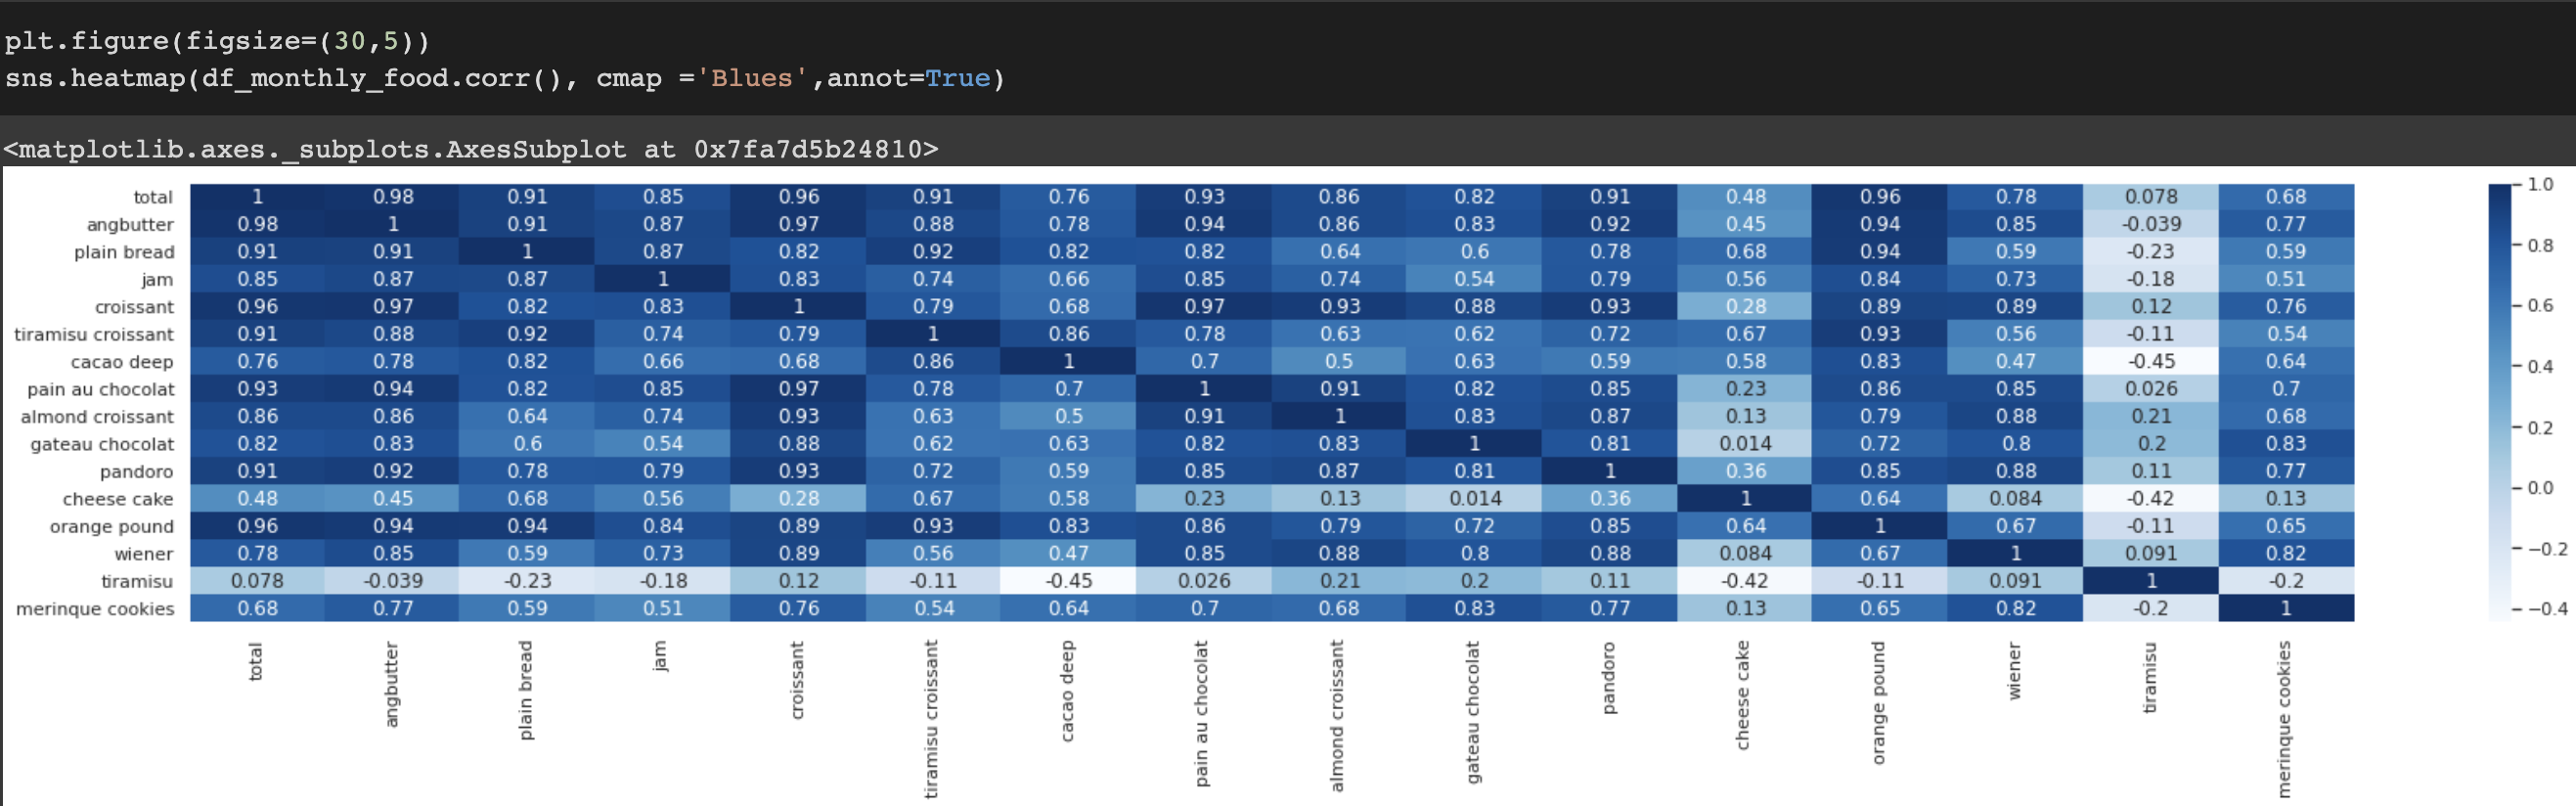 plt.figure(figsize=(30,5))
sns.heatmap(df_monthly_food.corr(), cmap ='Blues',annot=True)
<matplotlib.axes._subplots.AxesSubplot at 0x7fa7d5b24810>
total 1 0.98 0.91 0.85 0.96 0.91 0.76 0.93 0.86 0.82 0.91 0.48 0.96 0.78 0.078 0.68
angbutter 0.98 1 0.91 0.87 0.97 0.88 0.78 0.94 0.86 0.83 0.92 0.45 0.94 0.85 -0.039 0.77
plain bread 0.91 0.91 1 0.87 0.82 0.92 0.82 0.82 0.64 0.6 0.78 0.68 0.94 0.59 -0.23 0.59
jam 0.85 0.87 0.87 1 0.83 0.74 0.66 0.85 0.74 0.54 0.79 0.56 0.84 0.73 -0.18 0.51
croissant 0.96 0.97 0.82 0.83 1 0.79 0.68 0.97 0.93 0.88 0.93 0.28 0.89 0.89 0.12 0.76
tiramisu croissant 0.91 0.88 0.92 0.74 0.79 1 0.86 0.78 0.63 0.62 0.72 0.67 0.93 0.56 -0.11 0.54
cacao deep 0.76 0.78 0.82 0.66 0.68 0.86 1 0.7 0.5 0.63 0.59 0.58 0.83 0.47 -0.45 0.64
pain au chocolat 0.93 0.94 0.82 0.85 0.97 0.78 0.7 1 0.91 0.82 0.85 0.23 0.86 0.85 0.026 0.7
almond croissant 0.86 0.86 0.64 0.74 0.93 0.63 0.5 0.91 1 0.83 0.87 0.13 0.79 0.88 0.21 0.68
gateau chocolat 0.82 0.83 0.6 0.54 0.88 0.62 0.63 0.82 0.83 1 0.81 0.014 0.72 0.8 0.2 0.83
pandoro 0.91 0.92 0.78 0.79 0.93 0.72 0.59 0.85 0.87 0.81 1 0.36 0.85 0.88 0.11 0.77
cheese cake 0.48 0.45 0.68 0.56 0.28 0.67 0.58 0.23 0.13 0.014 0.36 1 0.64 0.084 -0.42 0.13
orange pound 0.96 0.94 0.94 0.84 0.89 0.93 0.83 0.86 0.79 0.72 0.85 0.64 1 0.67 -0.11 0.65
wiener 0.78 0.85 0.59 0.73 0.89 0.56 0.47 0.85 0.88 0.8 0.88 0.084 0.67 1 0.091 0.82
tiramisu 0.078 -0.039 -0.23 -0.18 0.12 -0.11 -0.45 0.026 0.21 0.2 0.11 -0.42 -0.11 0.091 1 -0.2
merinque cookies 0.68 0.77 0.59 0.51 0.76 0.54 0.64 0.7 0.68 0.83 0.77 0.13 0.65 0.82 -0.2 1
total
angbutter
plain bread
jam
croissant
tiramisu croissant
cacao deep
pain au chocolat
almond croissant
gateau chocolat
pandoro
cheese cake
orange pound
wiener
tiramisu
merinque cookies
1.0
0.8
0.6
0.4
0.2
0.0
−0.2
−0.4